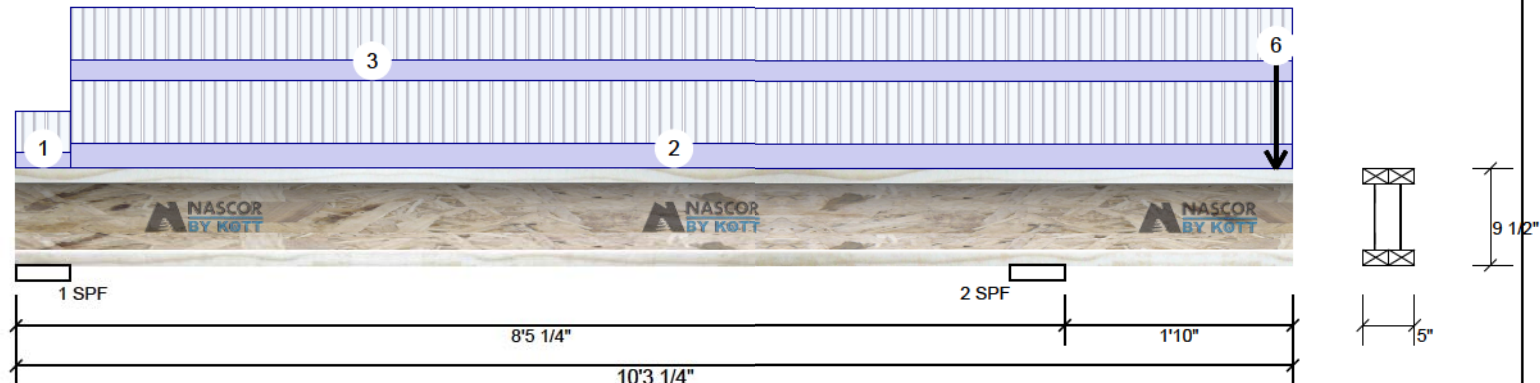 6
3
1
2
NASCOR
BY KOTT
NASCOR
BY KOTT
NASCOR
BY KOTT
9 1/2"
1 SPF
2 SPF
8'5 1/4"
1'10"
5"
10'3 1/4"